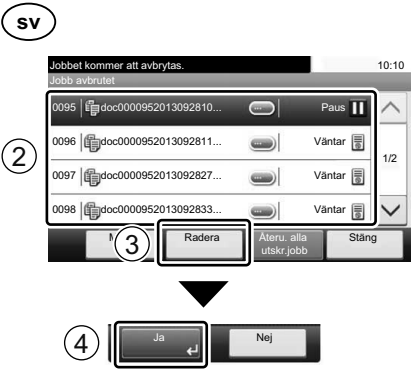 sv
Jobbet kommer att avbrytas. 10:10
Jobb avbrutet
0095 doc0000952013092810... Paus
0096 doc0000952013092811... Väntar
1/2
0097 doc0000952013092827... Väntar
0098 doc0000952013092833... Väntar
2
M Radera Återu. alla utskr.jobb Stäng
3
4 Ja Nej